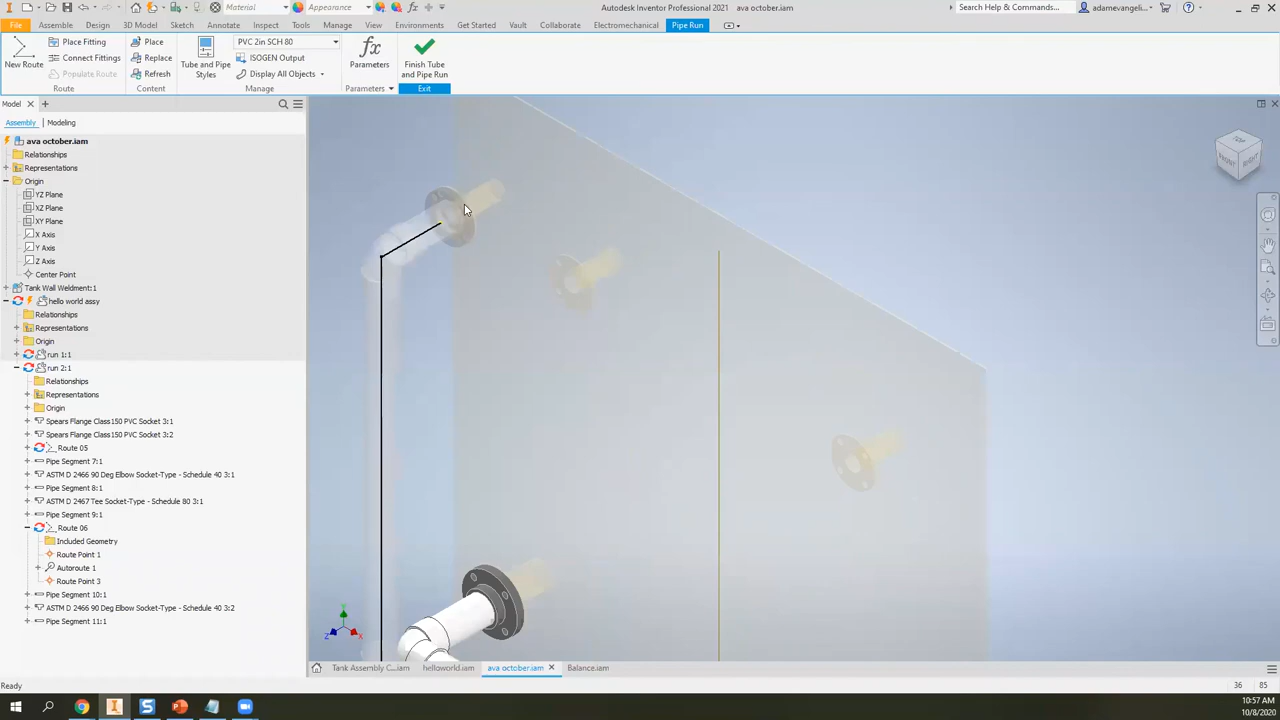 Material
Appearance
Autodesk Inventor Professional 2021 ava october.iam
Search Help & Commands...
adamevangeli...
File
Assemble
Design
3D Model
Sketch
Annotate
Inspect
Tools
Manage
View
Environments
Get Started
Vault
Collaborate
Electromechanical
Pipe Run
New Route
Place Fitting
Connect Fittings
Populate Route
Route
Place
Replace
Refresh
Content
Tube and Pipe Styles
PVC 2in SCH 80
ISOGEN Output
Display All Objects
Manage
fx
Parameters
Parameters
Finish Tube and Pipe Run
Exit
Model
Assembly
Modeling
ava october.iam
Relationships
Representations
Origin
YZ Plane
XZ Plane
XY Plane
X Axis
Y Axis
Z Axis
Center Point
Tank Wall Weldment:1
hello world assy
Relationships
Representations
Origin
run 1:1
run 2:1
Relationships
Representations
Origin
Spears Flange Class150 PVC Socket 3:1
Spears Flange Class150 PVC Socket 3:2
Route 05
Pipe Segment 7:1
ASTM D 2466 90 Deg Elbow Socket-Type - Schedule 40 3:1
Pipe Segment 8:1
ASTM D 2467 Tee Socket-Type - Schedule 80 3:1
Pipe Segment 9:1
Route 06
Included Geometry
Route Point 1
Autoroute 1
Route Point 3
Pipe Segment 10:1
ASTM D 2466 90 Deg Elbow Socket-Type - Schedule 40 3:2
Pipe Segment 11:1
TOP
FRONT
RIGHT
Y
Z
X
Tank Assembly C...iam
helloworld.iam
ava october.iam
Balance.iam
Ready
36
85
10:57 AM
10/8/2020